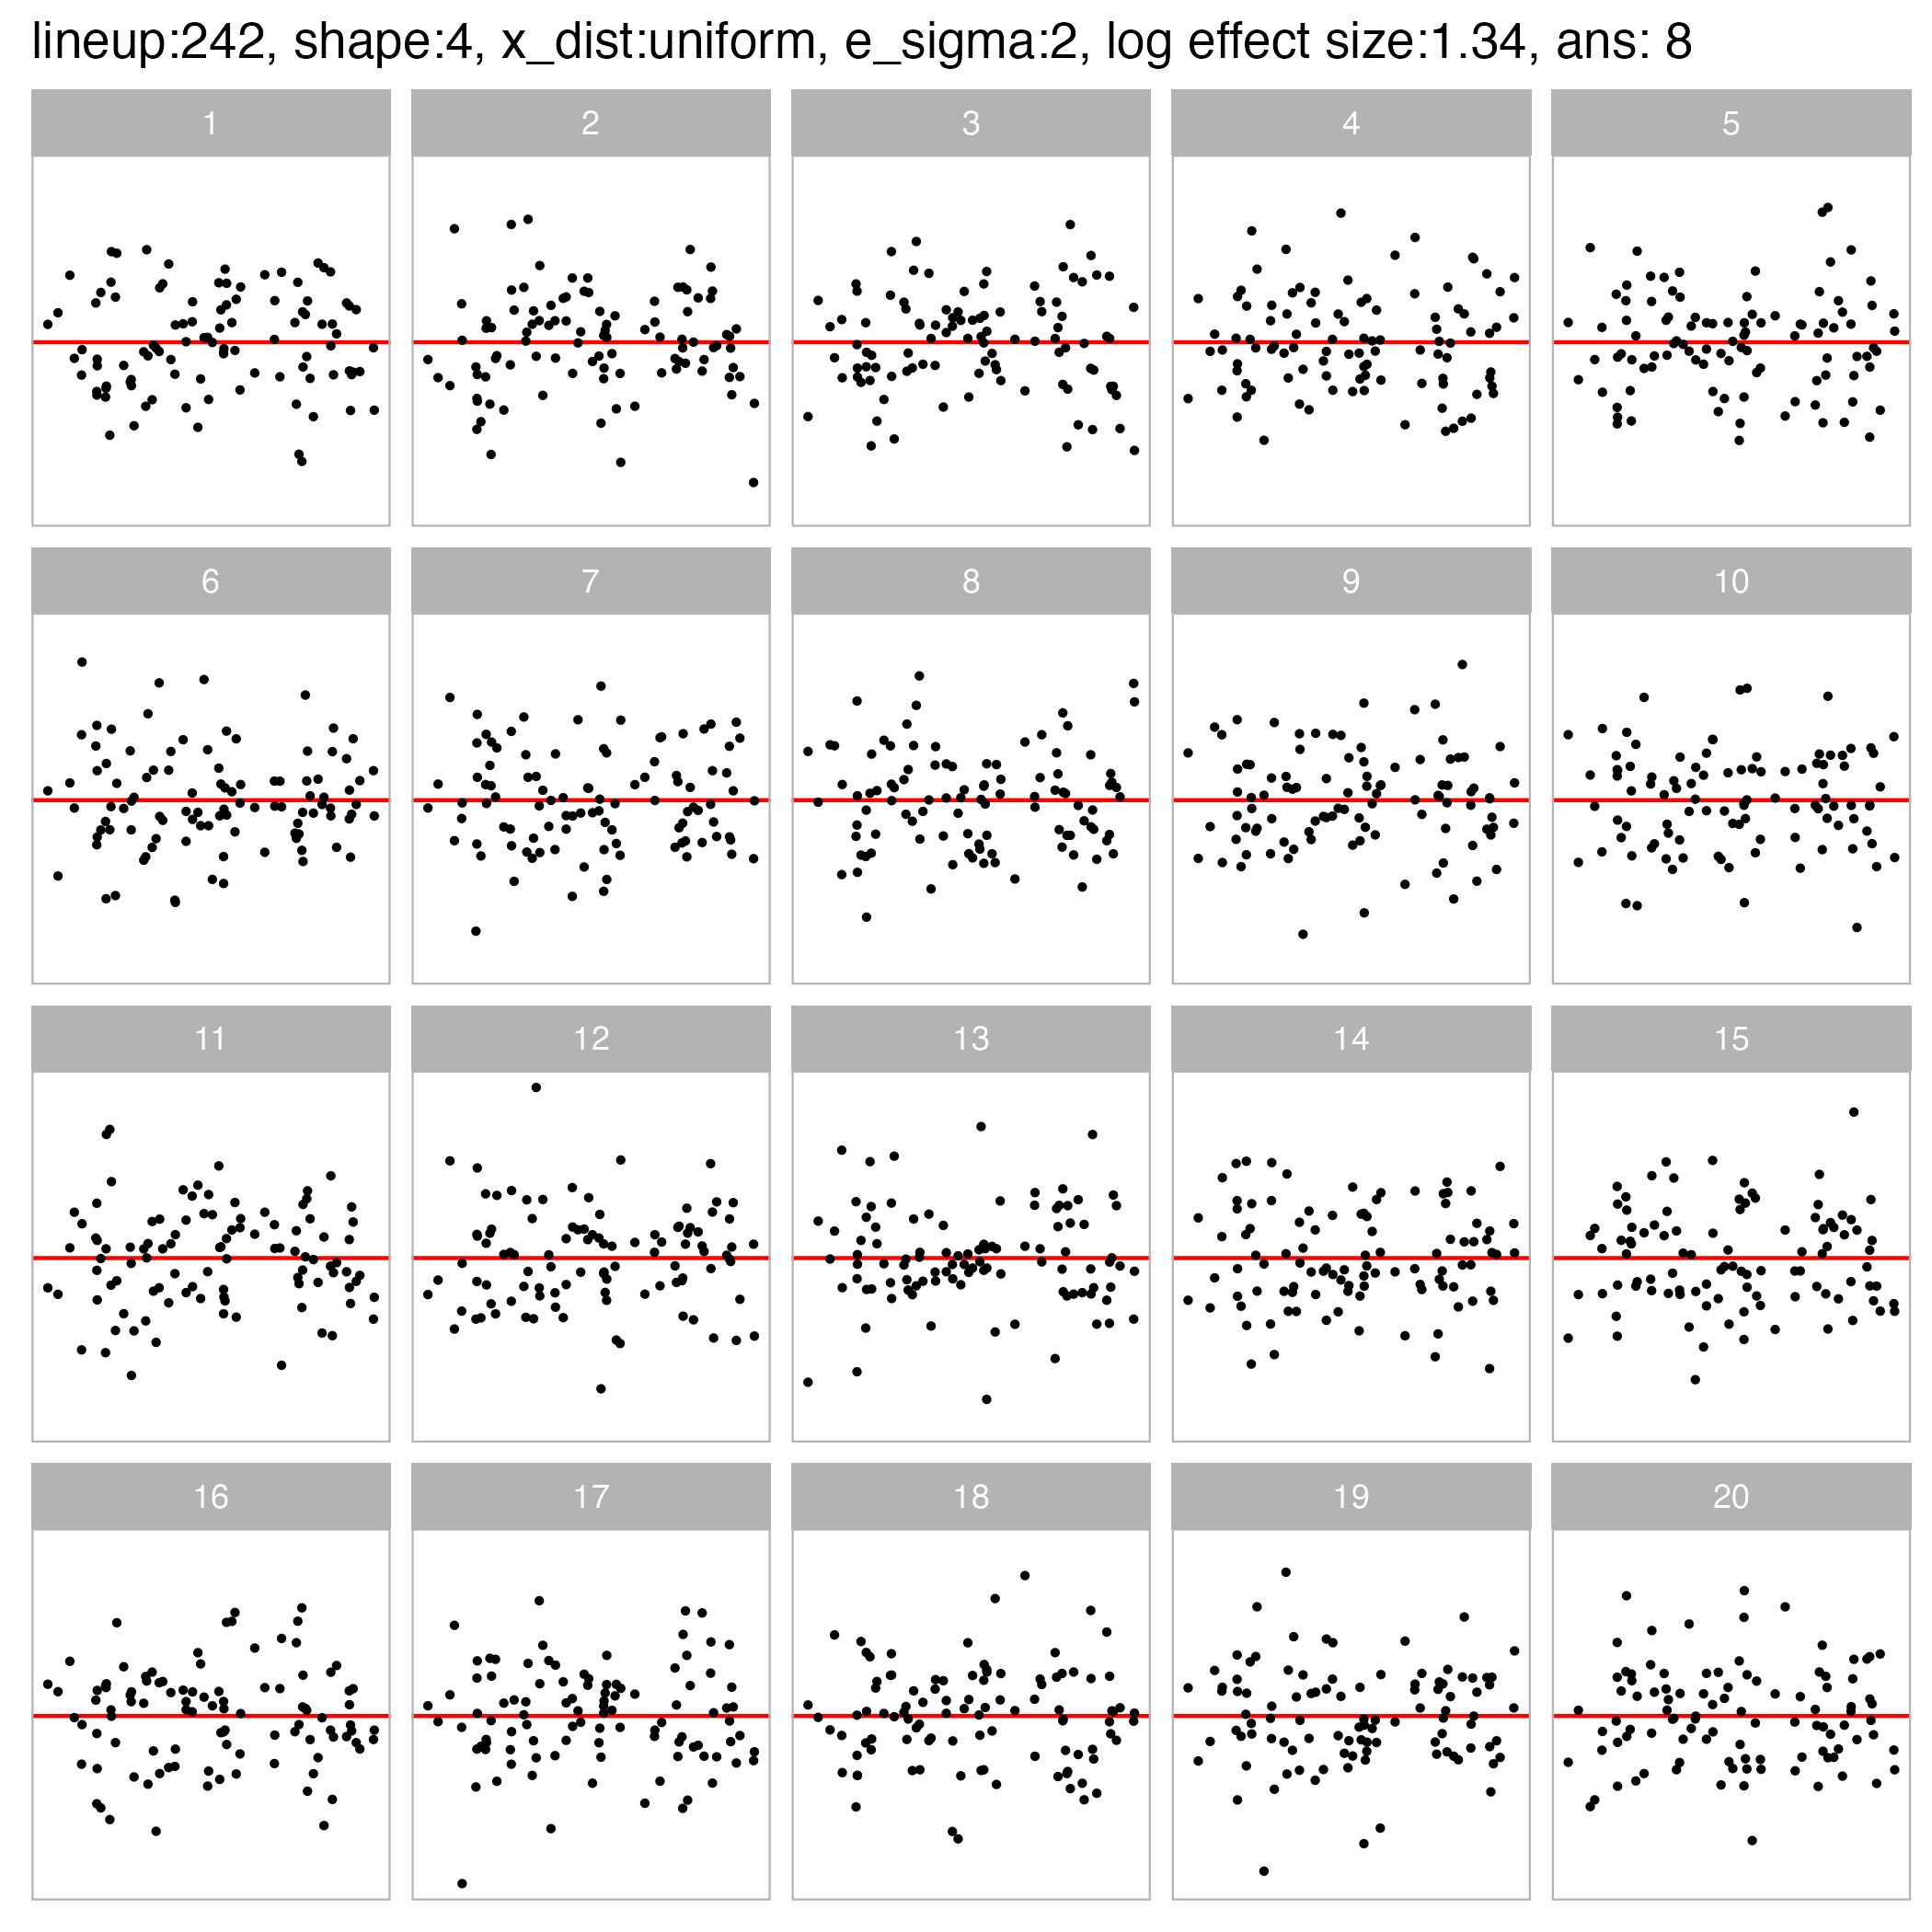 lineup:242, shape:4, x_dist:uniform, e_sigma:2, log effect size:1.34, ans: 8
1 2 3 4 5
6 7 8 9 10
11 12 13 14 15
16 17 18 19 20